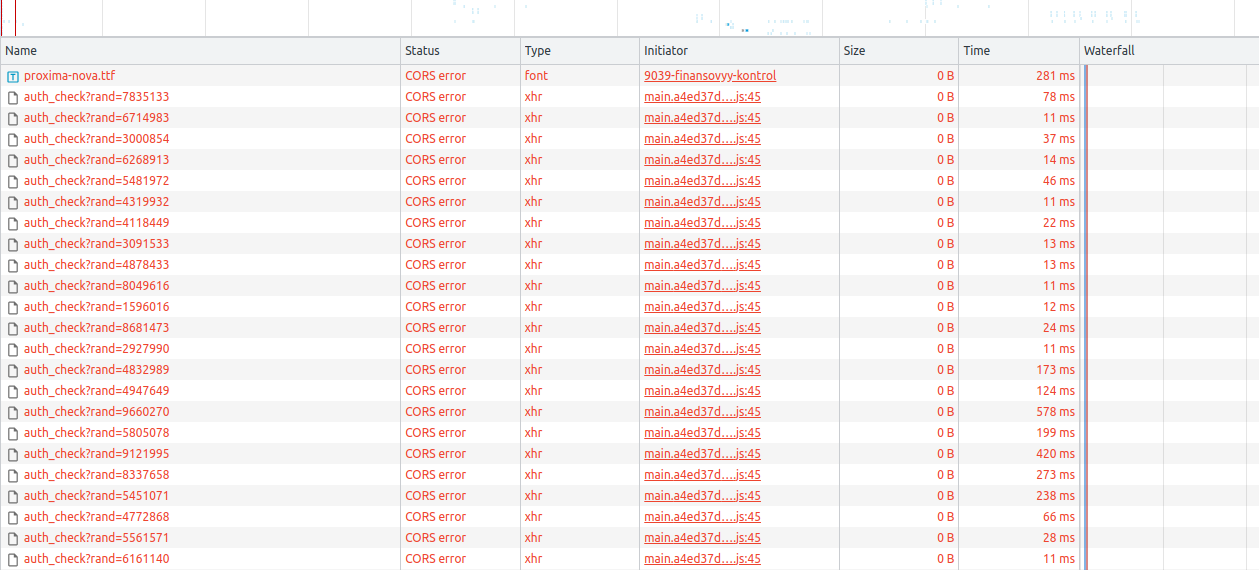 Name Status Type Initiator Size Time Waterfall
proxima-nova.ttf CORS error font 9039-finansovyy-kontrol 0 B 281 ms
auth_check?rand=7835133 CORS error xhr main.a4ed37d….js:45 0 B 78 ms
auth_check?rand=6714983 CORS error xhr main.a4ed37d….js:45 0 B 11 ms
auth_check?rand=3000854 CORS error xhr main.a4ed37d….js:45 0 B 37 ms
auth_check?rand=6268913 CORS error xhr main.a4ed37d….js:45 0 B 14 ms
auth_check?rand=5481972 CORS error xhr main.a4ed37d….js:45 0 B 46 ms
auth_check?rand=4319932 CORS error xhr main.a4ed37d….js:45 0 B 11 ms
auth_check?rand=4118449 CORS error xhr main.a4ed37d….js:45 0 B 22 ms
auth_check?rand=3091533 CORS error xhr main.a4ed37d….js:45 0 B 13 ms
auth_check?rand=4878433 CORS error xhr main.a4ed37d….js:45 0 B 13 ms
auth_check?rand=8049616 CORS error xhr main.a4ed37d….js:45 0 B 11 ms
auth_check?rand=1596016 CORS error xhr main.a4ed37d….js:45 0 B 12 ms
auth_check?rand=8681473 CORS error xhr main.a4ed37d….js:45 0 B 24 ms
auth_check?rand=2927990 CORS error xhr main.a4ed37d….js:45 0 B 11 ms
auth_check?rand=4832989 CORS error xhr main.a4ed37d….js:45 0 B 173 ms
auth_check?rand=4947649 CORS error xhr main.a4ed37d….js:45 0 B 124 ms
auth_check?rand=9660270 CORS error xhr main.a4ed37d….js:45 0 B 578 ms
auth_check?rand=5805078 CORS error xhr main.a4ed37d….js:45 0 B 199 ms
auth_check?rand=9121995 CORS error xhr main.a4ed37d….js:45 0 B 420 ms
auth_check?rand=8337658 CORS error xhr main.a4ed37d….js:45 0 B 273 ms
auth_check?rand=5451071 CORS error xhr main.a4ed37d….js:45 0 B 238 ms
auth_check?rand=4772868 CORS error xhr main.a4ed37d….js:45 0 B 66 ms
auth_check?rand=5561571 CORS error xhr main.a4ed37d….js:45 0 B 28 ms
auth_check?rand=6161140 CORS error xhr main.a4ed37d….js:45 0 B 11 ms